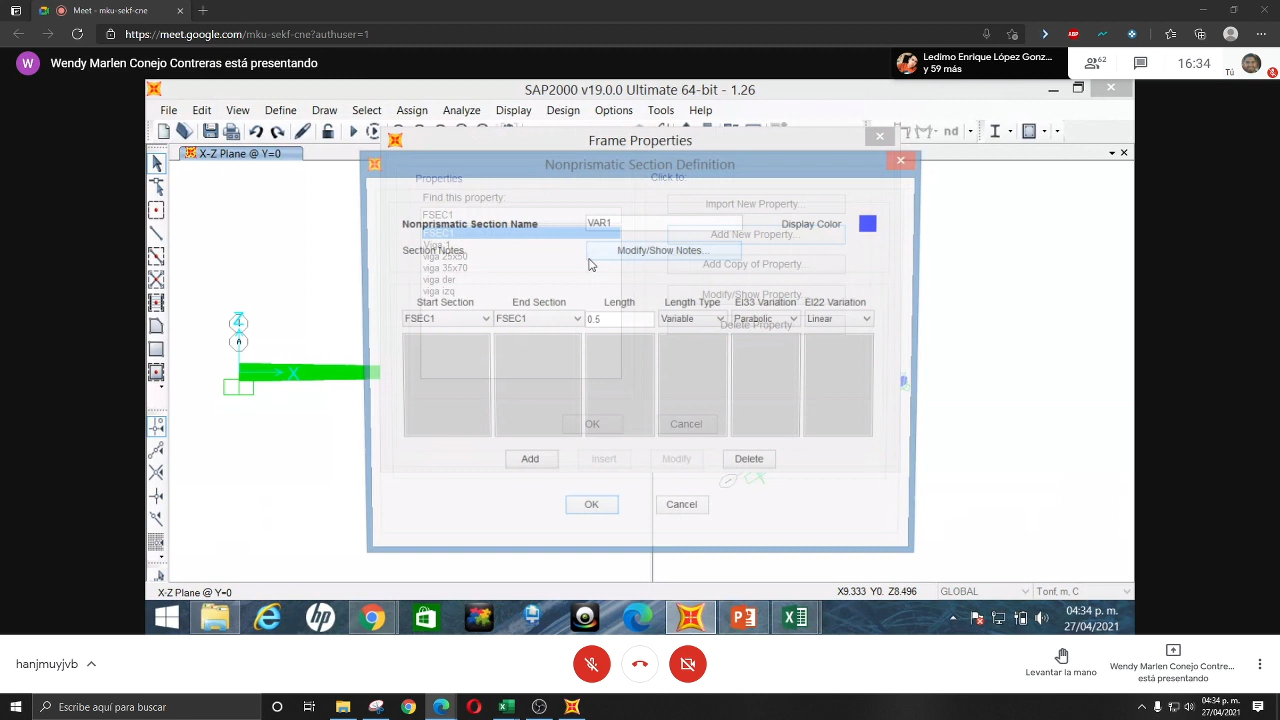 Meet - mku-sekf-cne
https://meet.google.com/mku-sekf-cne?authuser=1
W Wendy Marlen Conejo Contreras está presentando
Ledimo Enrique López Gonz...
y 59 más
62
16:34
Tú
SAP2000 v19.0.0 Ultimate 64-bit - 1.26
File Edit View Define Draw Select Assign Analyze Display Design Options Tools Help
nd
X-Z Plane @ Y=0
Frame Properties
Nonprismatic Section Definition
Properties
Click to:
Find this property:
Import New Property...
FSEC1
Nonprismatic Section Name
VAR1
Display Color
Add New Property...
Section Notes
Modify/Show Notes...
viga 25x50
Add Copy of Property...
viga 35x70
viga der
viga izq
Modify/Show Property
Start Section End Section Length Length Type EI33 Variation EI22 Variation
FSEC1 FSEC1 0.5 Variable Parabolic Linear
Delete Property
Z
X
OK Cancel
Add Insert Modify Delete
OK Cancel
X-Z Plane @ Y=0
X9.333 Y0. Z8.496
GLOBAL
Tonf, m, C
04:34 p. m.
27/04/2021
hanjmuyjvb
Levantar la mano
Wendy Marlen Conejo Contre...
está presentando
Escribe aquí para buscar
04:34 p. m.
27/04/2021